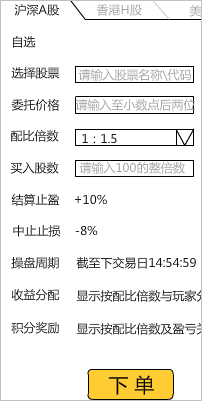 沪深A股 香港H股 美
自选
选择股票 请输入股票名称\代码
委托价格 请输入至小数点后两位
配比倍数 1：1.5
买入股数 请输入100的整倍数
结算止盈 +10%
中止止损 -8%
操盘周期 截至下交易日14:54:59
收益分配 显示按配比倍数与玩家分
积分奖励 显示按配比倍数及盈亏关
下单